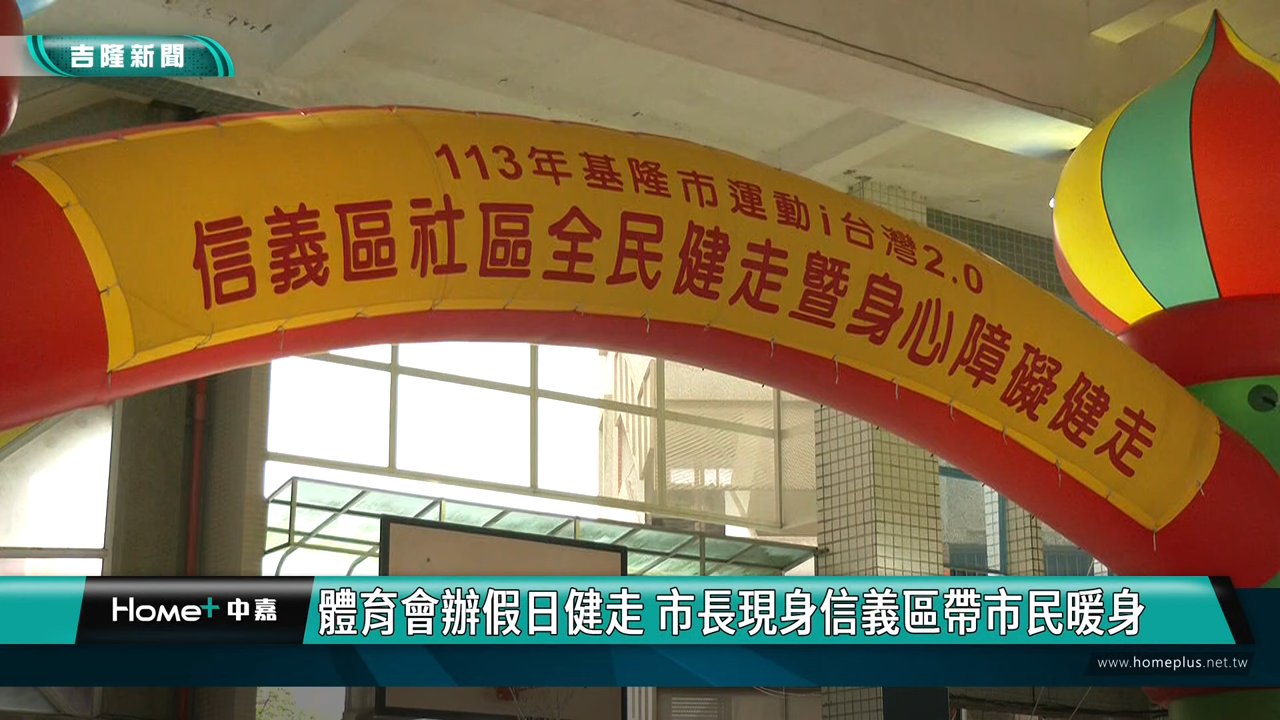 吉隆新聞
113年基隆市運動i台灣2.0
信義區社區全民健走暨身心障礙健走
Home+中嘉
體育會辦假日健走 市長現身信義區帶市民暖身
www.homeplus.net.tw